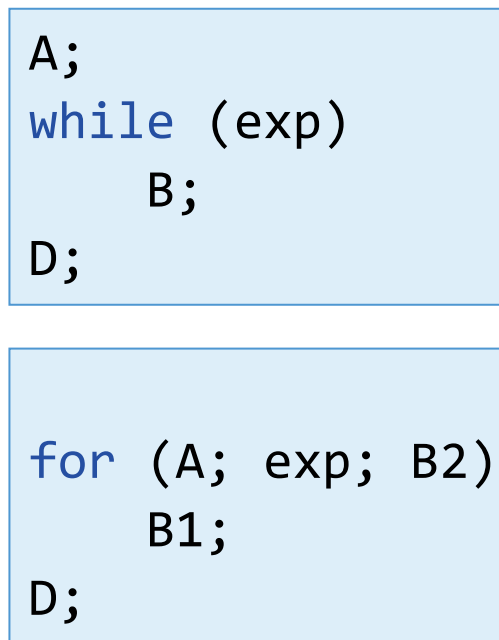 A;
while (exp)
B;
D;
for (A; exp; B2)
B1;
D;